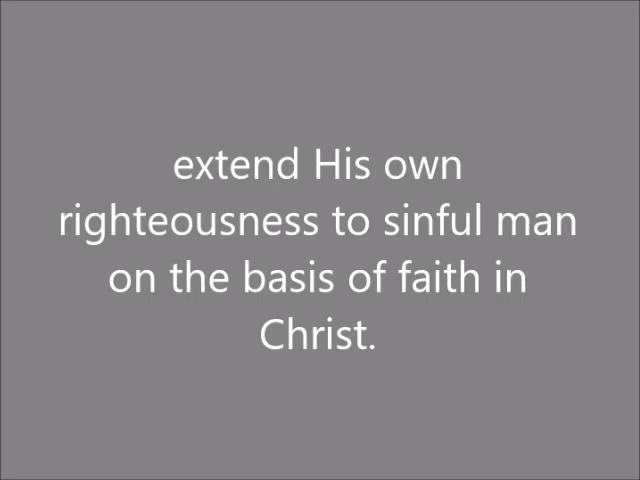 extend His own
righteousness to sinful man
on the basis of faith in
Christ.